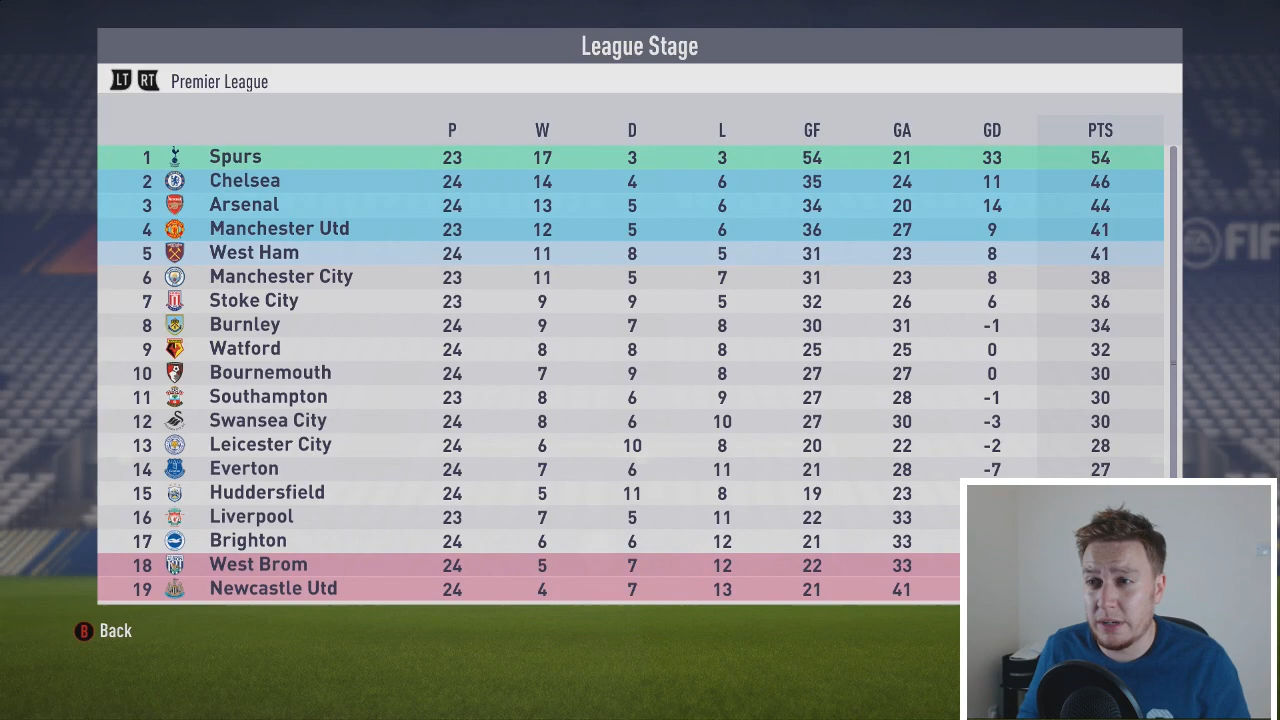 League Stage
LT RT Premier League
P W D L GF GA GD PTS
1 Spurs 23 17 3 3 54 21 33 54
2 Chelsea 24 14 4 6 35 24 11 46
3 Arsenal 24 13 5 6 34 20 14 44
4 Manchester Utd 23 12 5 6 36 27 9 41
5 West Ham 24 11 8 5 31 23 8 41
6 Manchester City 23 11 5 7 31 23 8 38
7 Stoke City 23 9 9 5 32 26 6 36
8 Burnley 24 9 7 8 30 31 -1 34
9 Watford 24 8 8 8 25 25 0 32
10 Bournemouth 24 7 9 8 27 27 0 30
11 Southampton 23 8 6 9 27 28 -1 30
12 Swansea City 24 8 6 10 27 30 -3 30
13 Leicester City 24 6 10 8 20 22 -2 28
14 Everton 24 7 6 11 21 28 -7 27
15 Huddersfield 24 5 11 8 19 23
16 Liverpool 23 7 5 11 22 33
17 Brighton 24 6 6 12 21 33
18 West Brom 24 5 7 12 22 33
19 Newcastle Utd 24 4 7 13 21 41
B Back
EA FIF